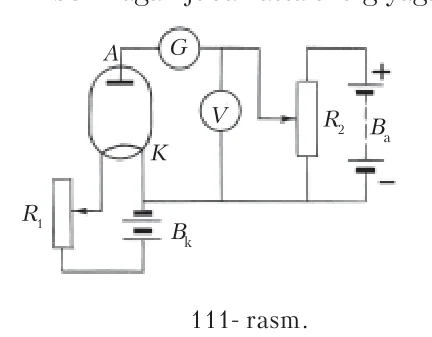 A
G
V
K
R₁
R₂
Bₐ
Bₖ
+
−
111- rasm.